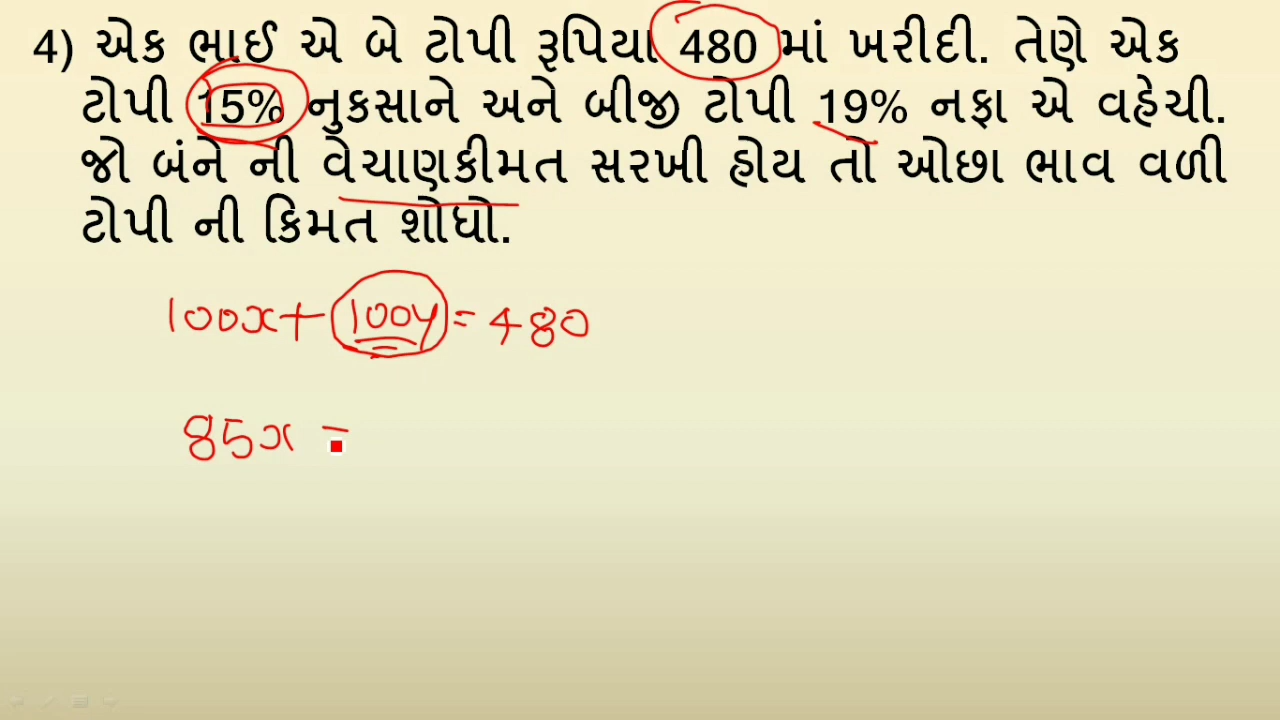 4) એક ભાઈ એ બે ટોપી રૂપિયા 480 માં ખરીદી. તેણે એક
ટોપી 15% નુકસાને અને બીજી ટોપી 19% નફા એ વહેચી.
જો બંને ની વેચાણકીમત સરખી હોય તો ઓછા ભાવ વળી
ટોપી ની કિમત શોધો.
100x + 100y = 480
85x =